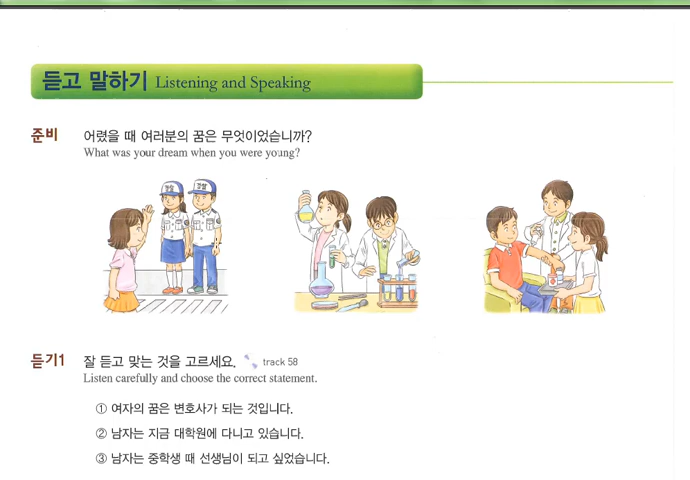 듣고 말하기 Listening and Speaking
준비 어렸을 때 여러분의 꿈은 무엇이었습니까?
What was your dream when you were young?
경찰 경찰
듣기1 잘 듣고 맞는 것을 고르세요. track 58
Listen carefully and choose the correct statement.
① 여자의 꿈은 변호사가 되는 것입니다.
② 남자는 지금 대학원에 다니고 있습니다.
③ 남자는 중학생 때 선생님이 되고 싶었습니다.